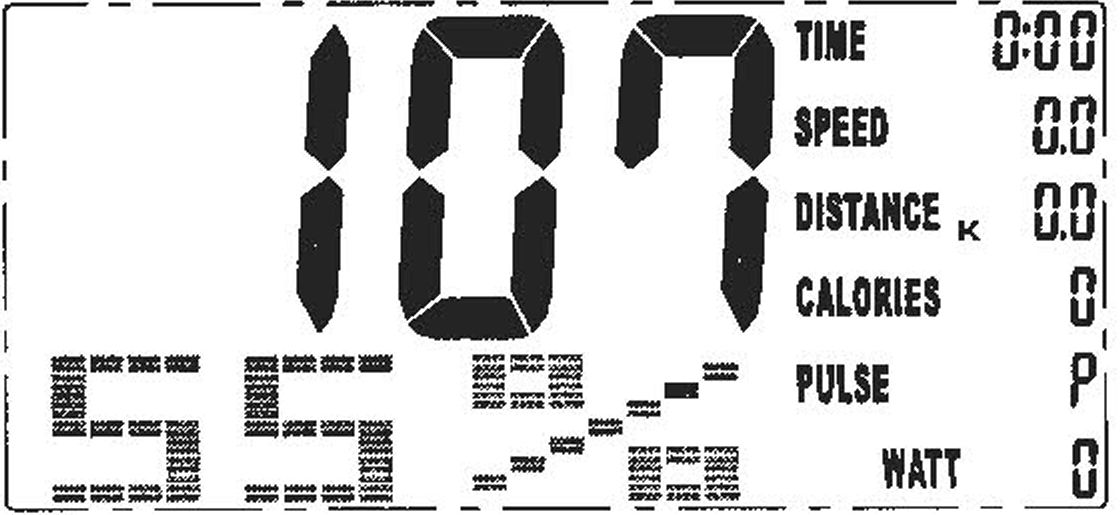 107
TIME 0:00
SPEED 0.0
DISTANCE K 0.0
CALORIES 0
PULSE P
WATT 0
55%